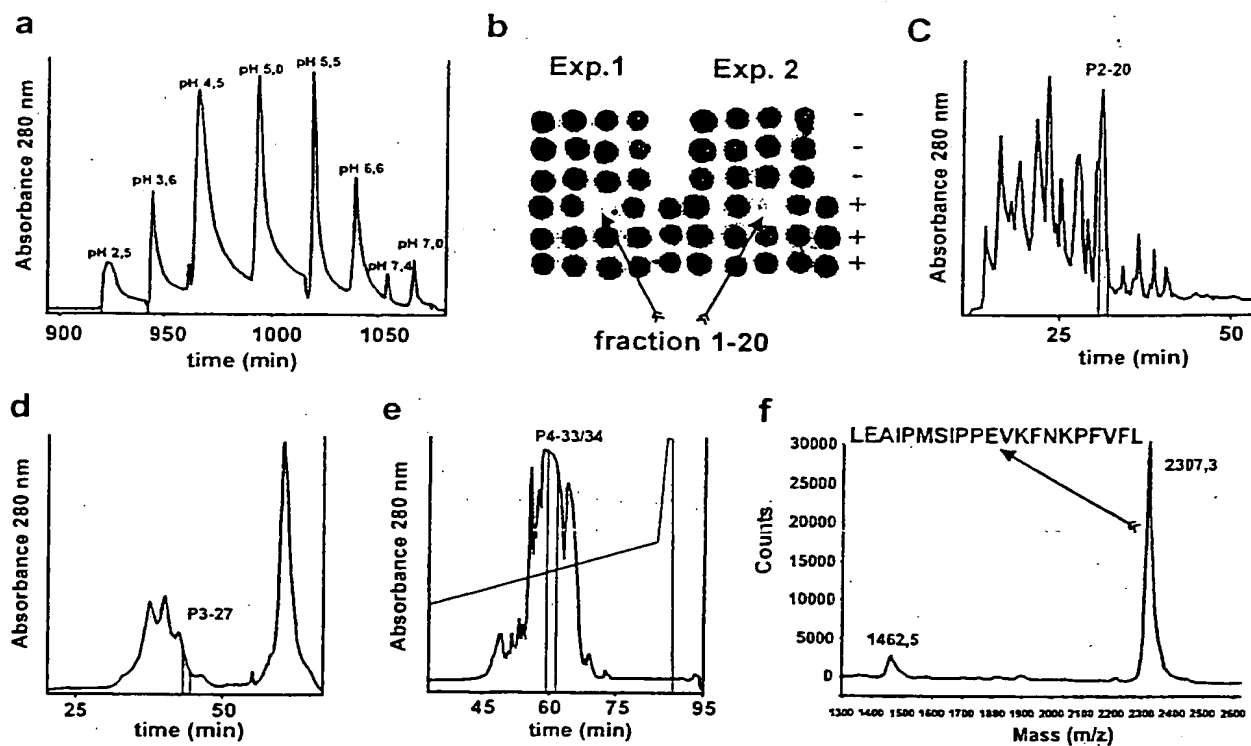 a
Absorbance 280 nm
pH 2,5
pH 3,6
pH 4,5
pH 5,0
pH 5,5
pH 6,6
pH 7,4
pH 7,0
900 950 1000 1050
time (min)
b
Exp.1 Exp. 2
-
-
-
+
+
+
fraction 1-20
C
Absorbance 280 nm
P2-20
25 50
time (min)
d
Absorbance 280 nm
P3-27
25 50
time (min)
e
Absorbance 280 nm
P4-33/34
45 60 75 95
time (min)
f
LEAIPMSIPPEVKFNKPFVFL
Counts
30000
25000
20000
15000
10000
5000
0
2307,3
1462,5
1300 1400 1500 1600 1700 1800 1900 2000 2100 2200 2300 2400 2500 2600
Mass (m/z)